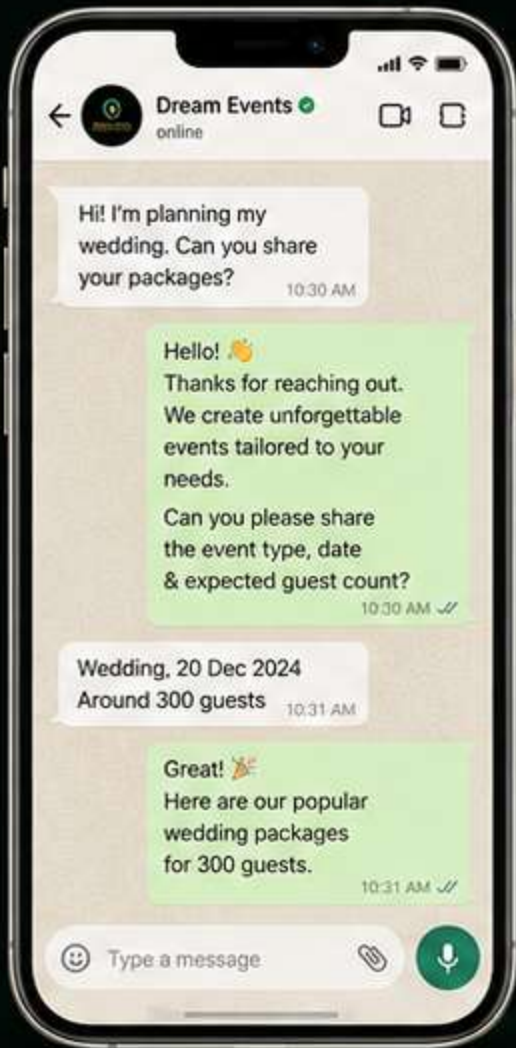 Dream Events
online
Hi! I'm planning my
wedding. Can you share
your packages?
10:30 AM
Hello! 👏
Thanks for reaching out.
We create unforgettable
events tailored to your
needs.
Can you please share
the event type, date
& expected guest count?
10:30 AM
Wedding, 20 Dec 2024
Around 300 guests
10:31 AM
Great! 🎉
Here are our popular
wedding packages
for 300 guests.
10:31 AM
Type a message